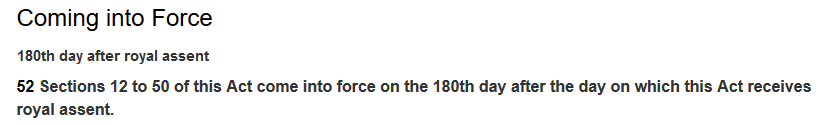 Coming into Force
180th day after royal assent
52 Sections 12 to 50 of this Act come into force on the 180th day after the day on which this Act receives
royal assent.